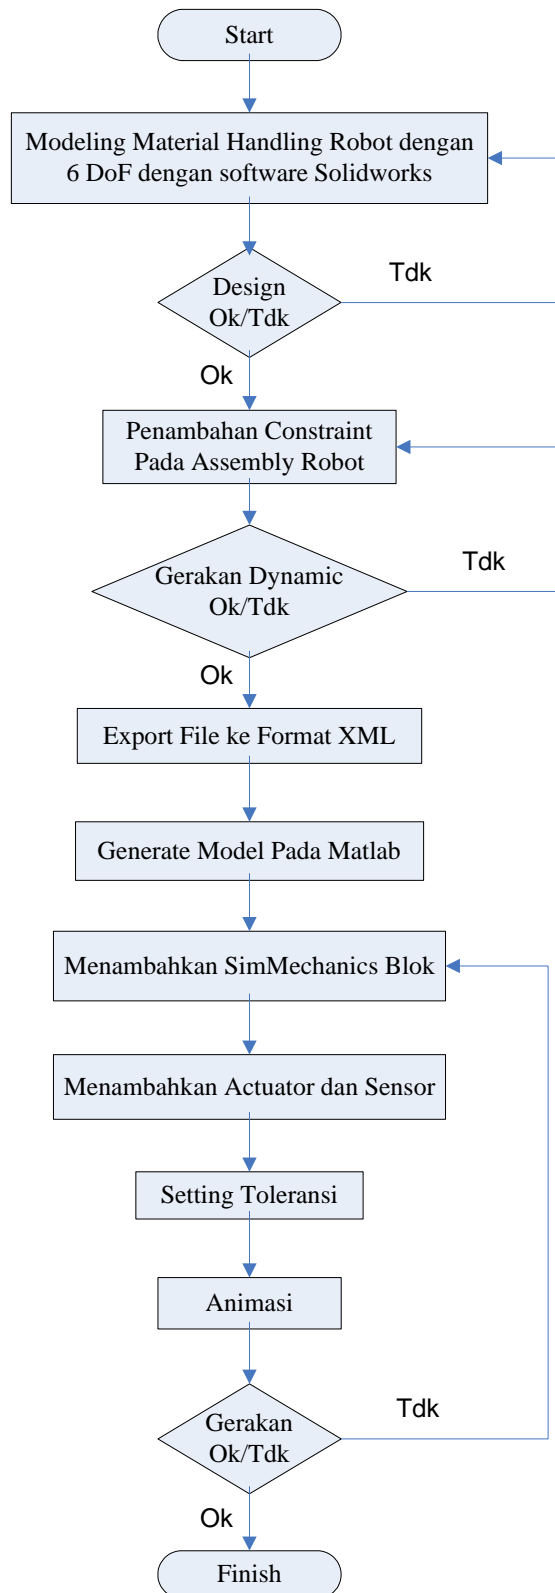 Start
Modeling Material Handling Robot dengan
6 DoF dengan software Solidworks
Design
Ok/Tdk
Tdk
Ok
Penambahan Constraint
Pada Assembly Robot
Gerakan Dynamic
Ok/Tdk
Tdk
Ok
Export File ke Format XML
Generate Model Pada Matlab
Menambahkan SimMechanics Blok
Menambahkan Actuator dan Sensor
Setting Toleransi
Animasi
Gerakan
Ok/Tdk
Tdk
Ok
Finish